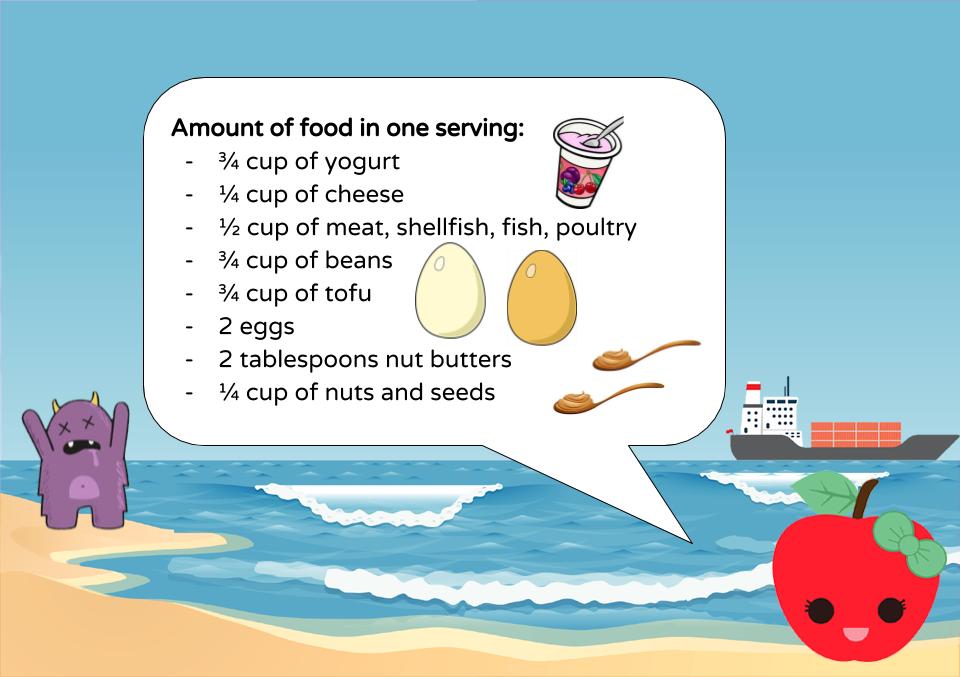 Amount of food in one serving:
- ¾ cup of yogurt
- ¼ cup of cheese
- ½ cup of meat, shellfish, fish, poultry
- ¾ cup of beans
- ¾ cup of tofu
- 2 eggs
- 2 tablespoons nut butters
- ¼ cup of nuts and seeds